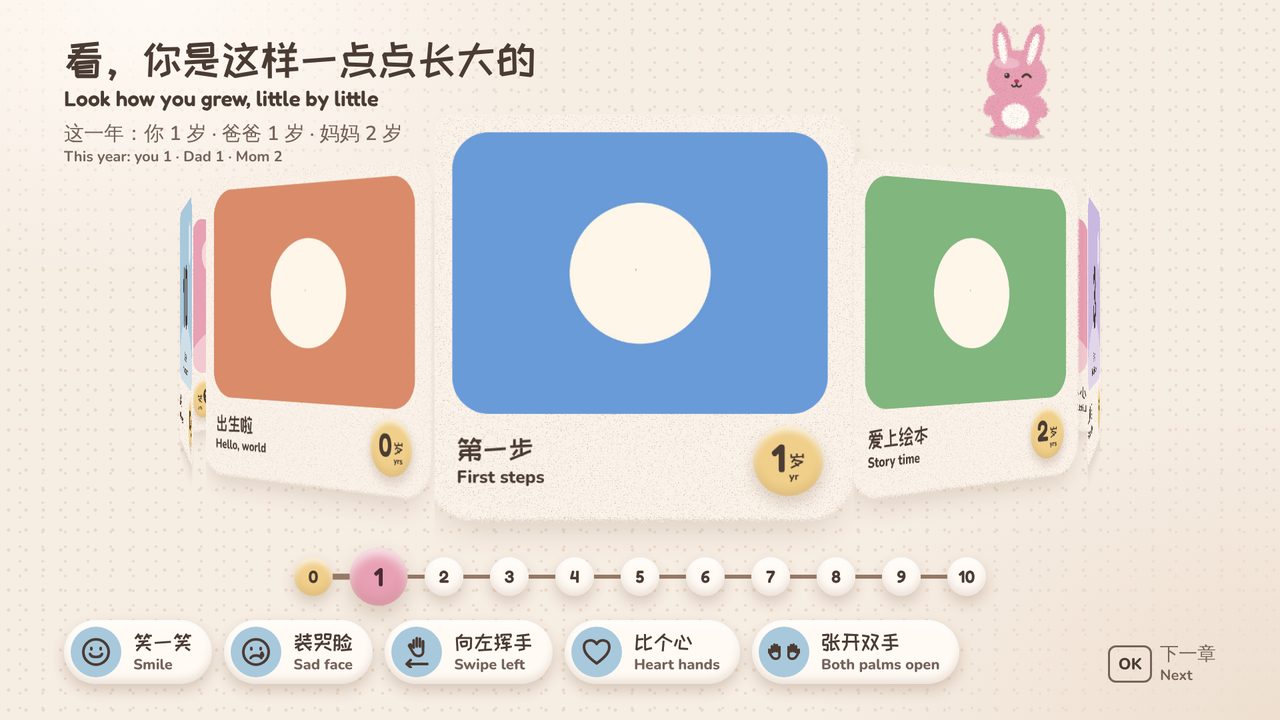 看，你是这样一点点长大的
Look how you grew, little by little
这一年：你 1 岁 · 爸爸 1 岁 · 妈妈 2 岁
This year: you 1 · Dad 1 · Mom 2
出生啦
Hello, world
0 岁
yrs
第一步
First steps
1 岁
yr
爱上绘本
Story time
2 岁
yrs
0 1 2 3 4 5 6 7 8 9 10
笑一笑
Smile
装哭脸
Sad face
向左挥手
Swipe left
比个心
Heart hands
张开双手
Both palms open
OK
下一章
Next